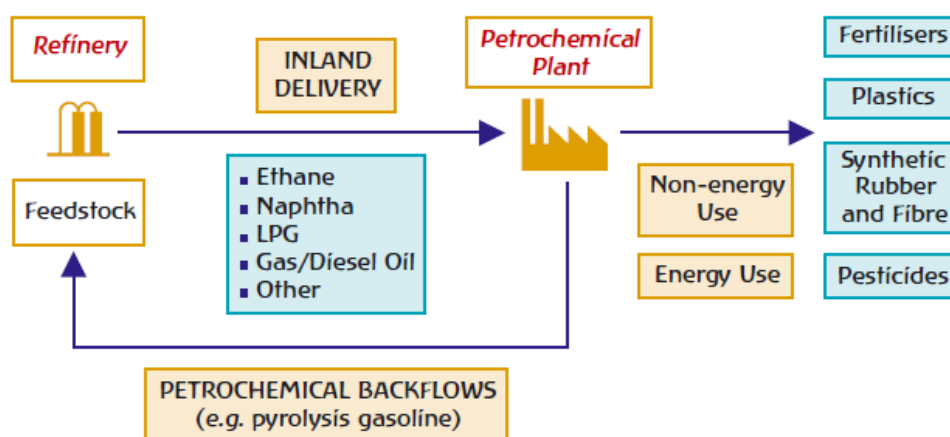 Refinery
Feedstock
INLAND
DELIVERY
▪ Ethane
▪ Naphtha
▪ LPG
▪ Gas/Diesel Oil
▪ Other
Petrochemical
Plant
Non-energy
Use
Energy Use
Fertilisers
Plastics
Synthetic
Rubber
and Fibre
Pesticides
PETROCHEMICAL BACKFLOWS
(e.g. pyrolysis gasoline)